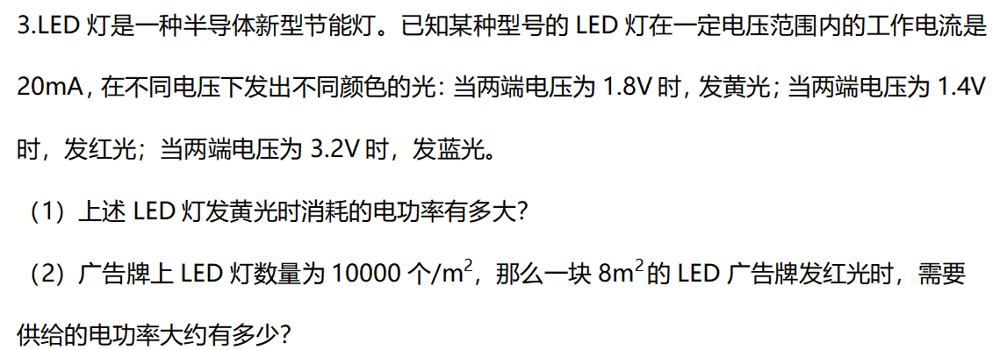 3.LED 灯是一种半导体新型节能灯。已知某种型号的 LED 灯在一定电压范围内的工作电流是
20mA，在不同电压下发出不同颜色的光：当两端电压为 1.8V 时，发黄光；当两端电压为 1.4V
时，发红光；当两端电压为 3.2V 时，发蓝光。
（1）上述 LED 灯发黄光时消耗的电功率有多大？
（2）广告牌上 LED 灯数量为 10000 个/m²，那么一块 8m² 的 LED 广告牌发红光时，需要
供给的电功率大约有多少？